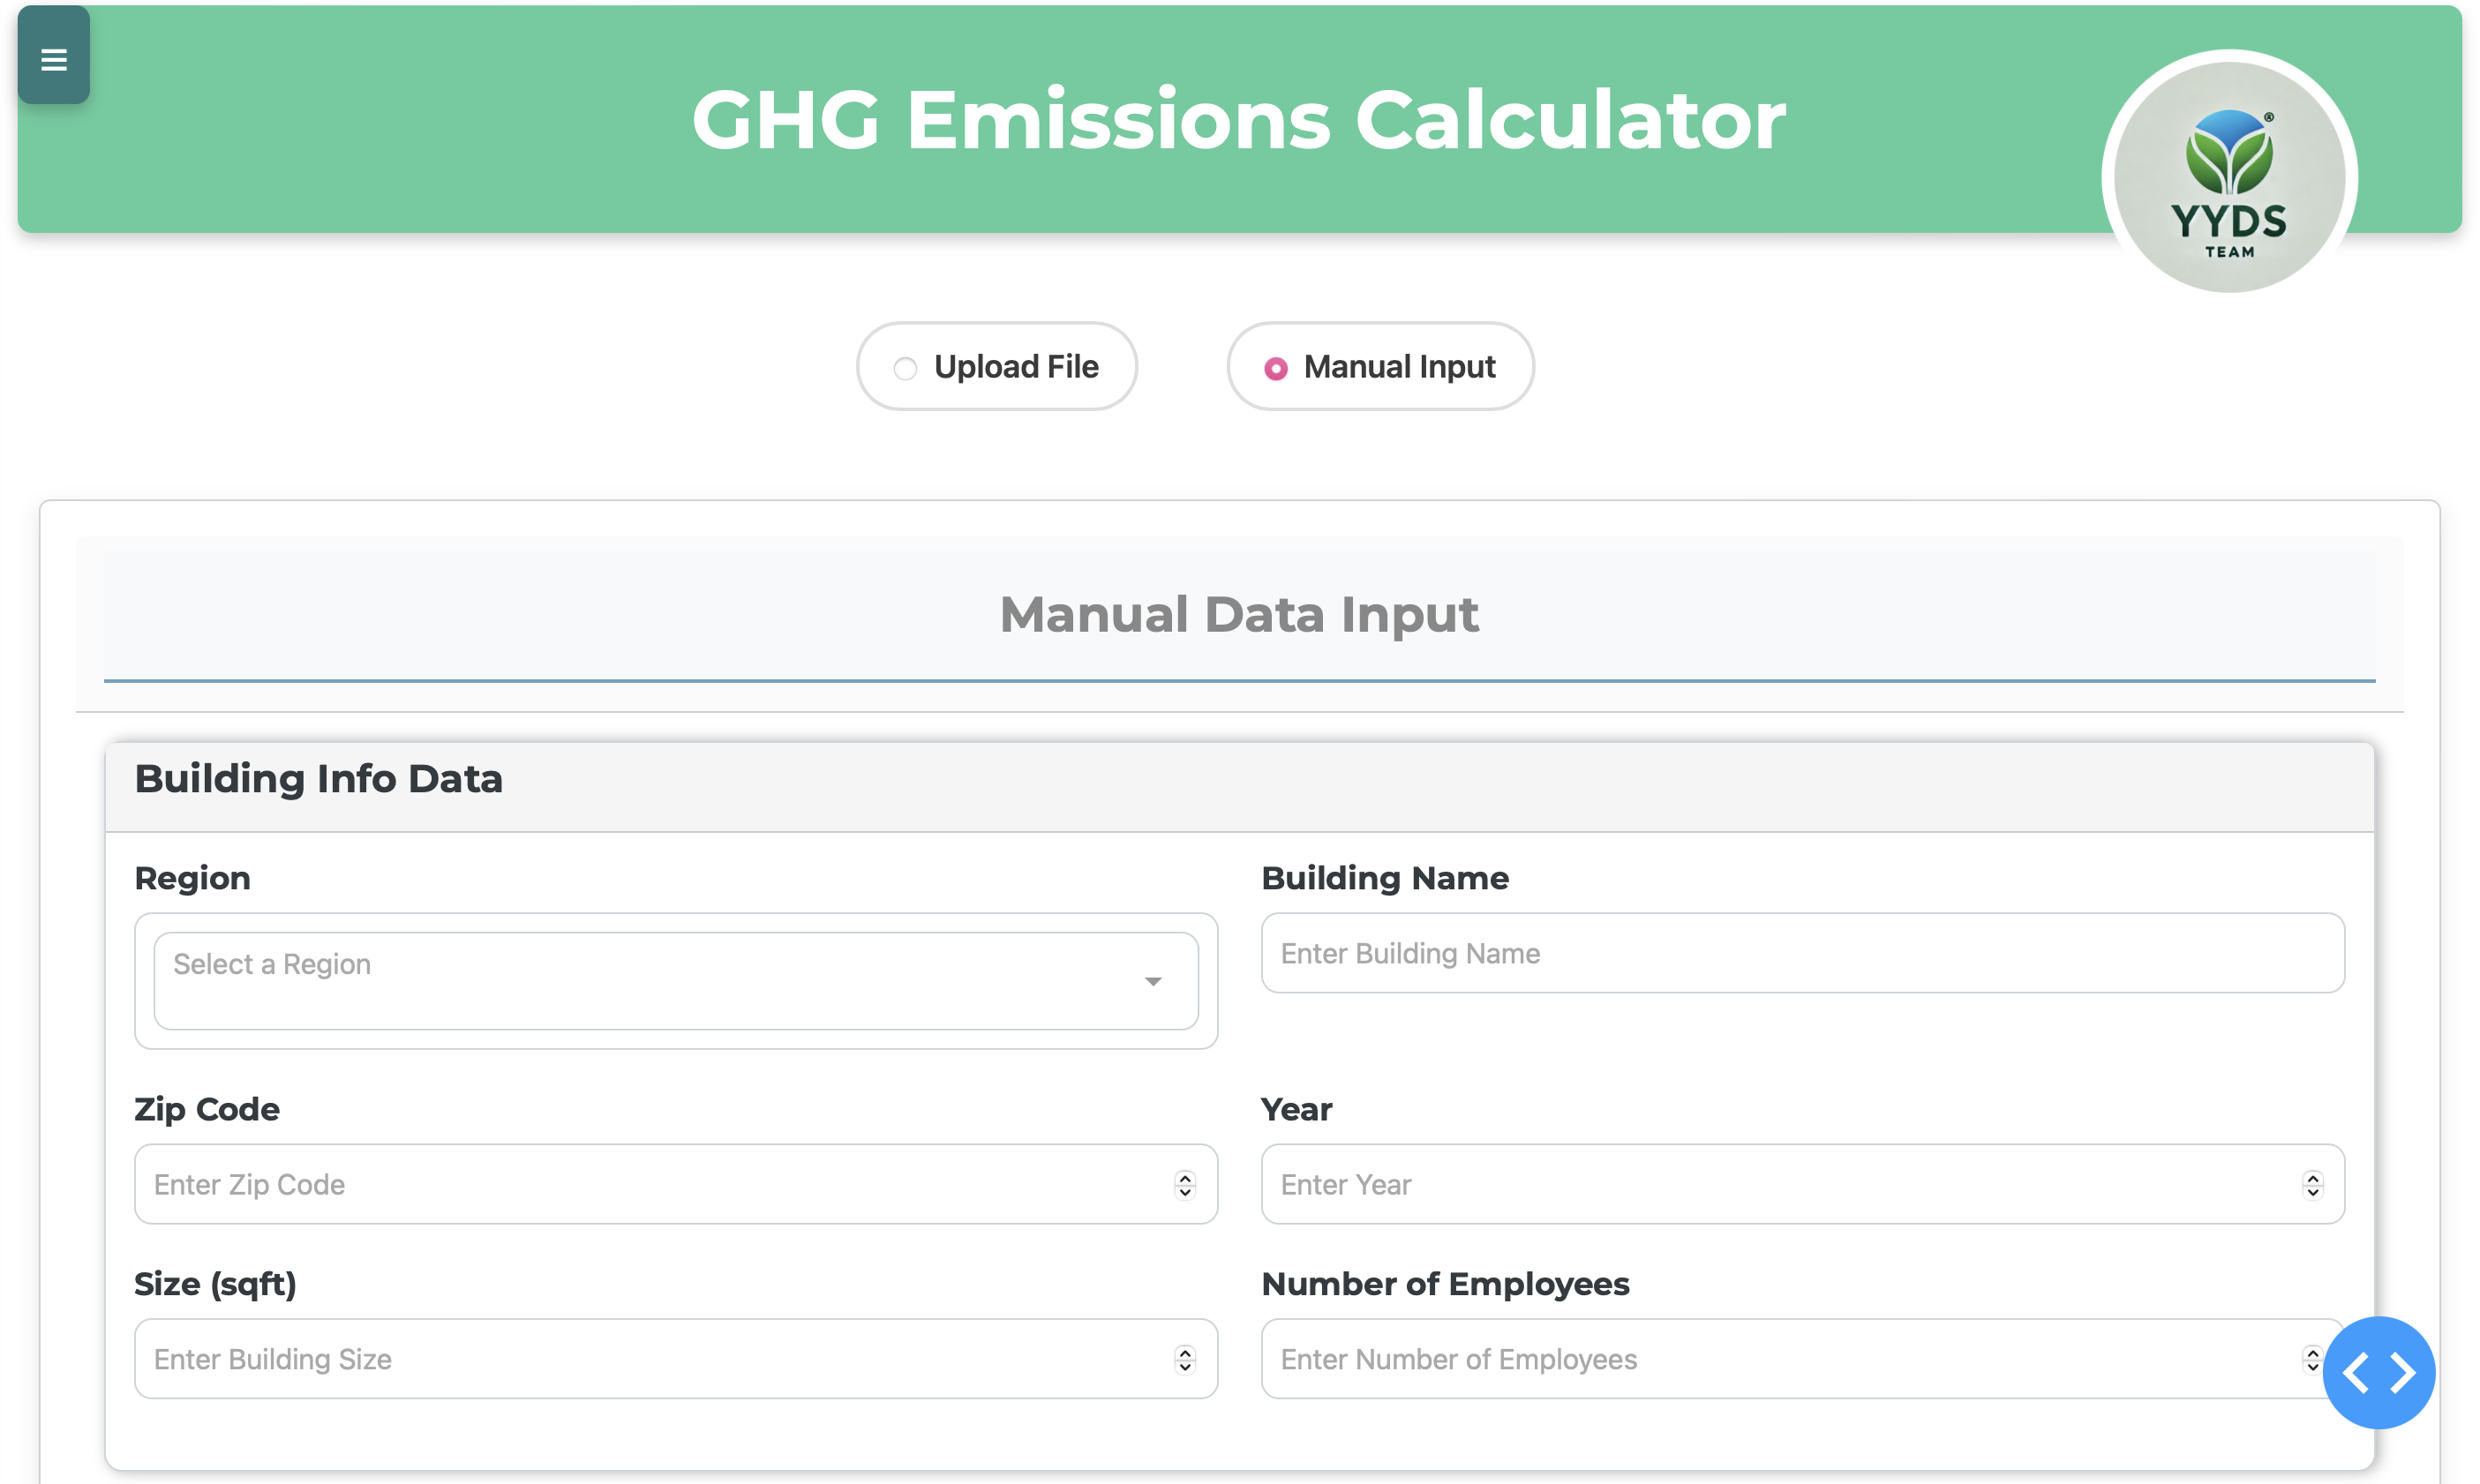 GHG Emissions Calculator
®
YYDS
TEAM
Upload File
Manual Input
Manual Data Input
Building Info Data
Region
Building Name
Select a Region
Enter Building Name
Zip Code
Year
Enter Zip Code
Enter Year
Size (sqft)
Number of Employees
Enter Building Size
Enter Number of Employees